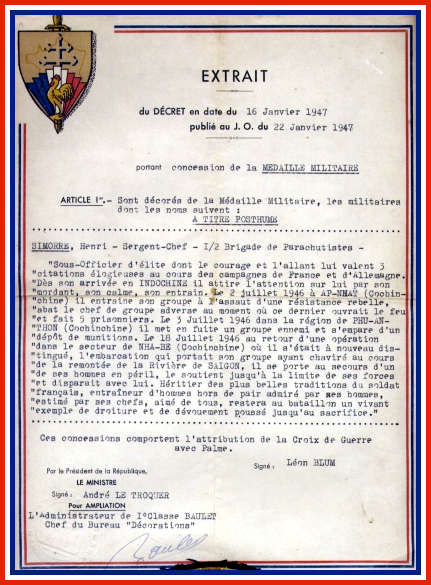 EXTRAIT
du DÉCRET en date du 16 Janvier 1947
publié au J. O. du 22 Janvier 1947
portant concession de la MEDAILLE MILITAIRE
ARTICLE Ier.- Sont décorés de la Médaille Militaire, les militaires
dont les noms suivent :
A TITRE POSTHUME
SIMORRE, Henri - Sergent-Chef - I/2 Brigade de Parachutistes -
"Sous-Officier d'élite dont le courage et l'allant lui valent 3
"citations élogieuses au cours des campagnes de France et d'Allemagne.
"Dès son arrivée en INDOCHINE il attire l'attention sur lui par son
"mordant, son calme, son entrain. Le 2 juillet 1946 à AP-NHAT (Cochin-
"chine) il entraine son groupe à l'assaut d'une résistance rebelle,
"abat le chef de groupe adverse au moment où ce dernier ouvrait le feu
"et fait 5 prisonniers. Le 3 Juillet 1946 dans la région de PHU-AN-
"THON (Cochinchine) il met en fuite un groupe ennemi et s'empare d'un
"dépôt de munitions. Le 18 Juillet 1946 au retour d'une opération
"dans le secteur de NHA-BE (Cochinchine) où il s'était à nouveau dis-
"tingué, l'embarcation qui portait son groupe ayant chaviré au cours
"de la remontée de la Rivière de SAIGON, il se porte au secours d'un
"de ses hommes en péril, le soutient jusqu'à la limite de ses forces
"et disparait avec lui. Héritier des plus belles traditions du soldat
"français, entraîneur d'hommes hors de pair admiré par ses hommes,
"estimé par ses chefs, aimé de tous, restera au bataillon un vivant
"exemple de droiture et de dévouement poussé jusqu'au sacrifice."
Ces concessions comportent l'attribution de la Croix de Guerre
avec Palme.
Signé : Léon BLUM
Par le Président de la République,
LE MINISTRE
Signé : André LE TROQUER
Pour AMPLIATION
L'Administrateur de I°Classe BAULET
Chef du Bureau "Décorations"
Baulet